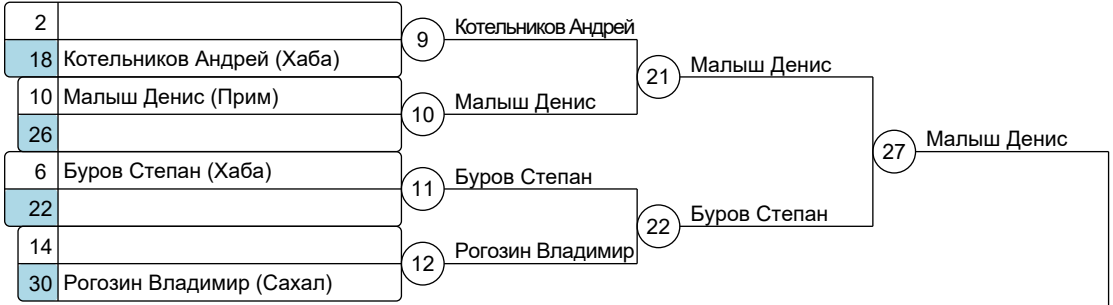 2
18 Котельников Андрей (Хаба)
10 Малыш Денис (Прим)
26
6 Буров Степан (Хаба)
22
14
30 Рогозин Владимир (Сахал)
9 Котельников Андрей
10 Малыш Денис
11 Буров Степан
12 Рогозин Владимир
21 Малыш Денис
22 Буров Степан
27 Малыш Денис